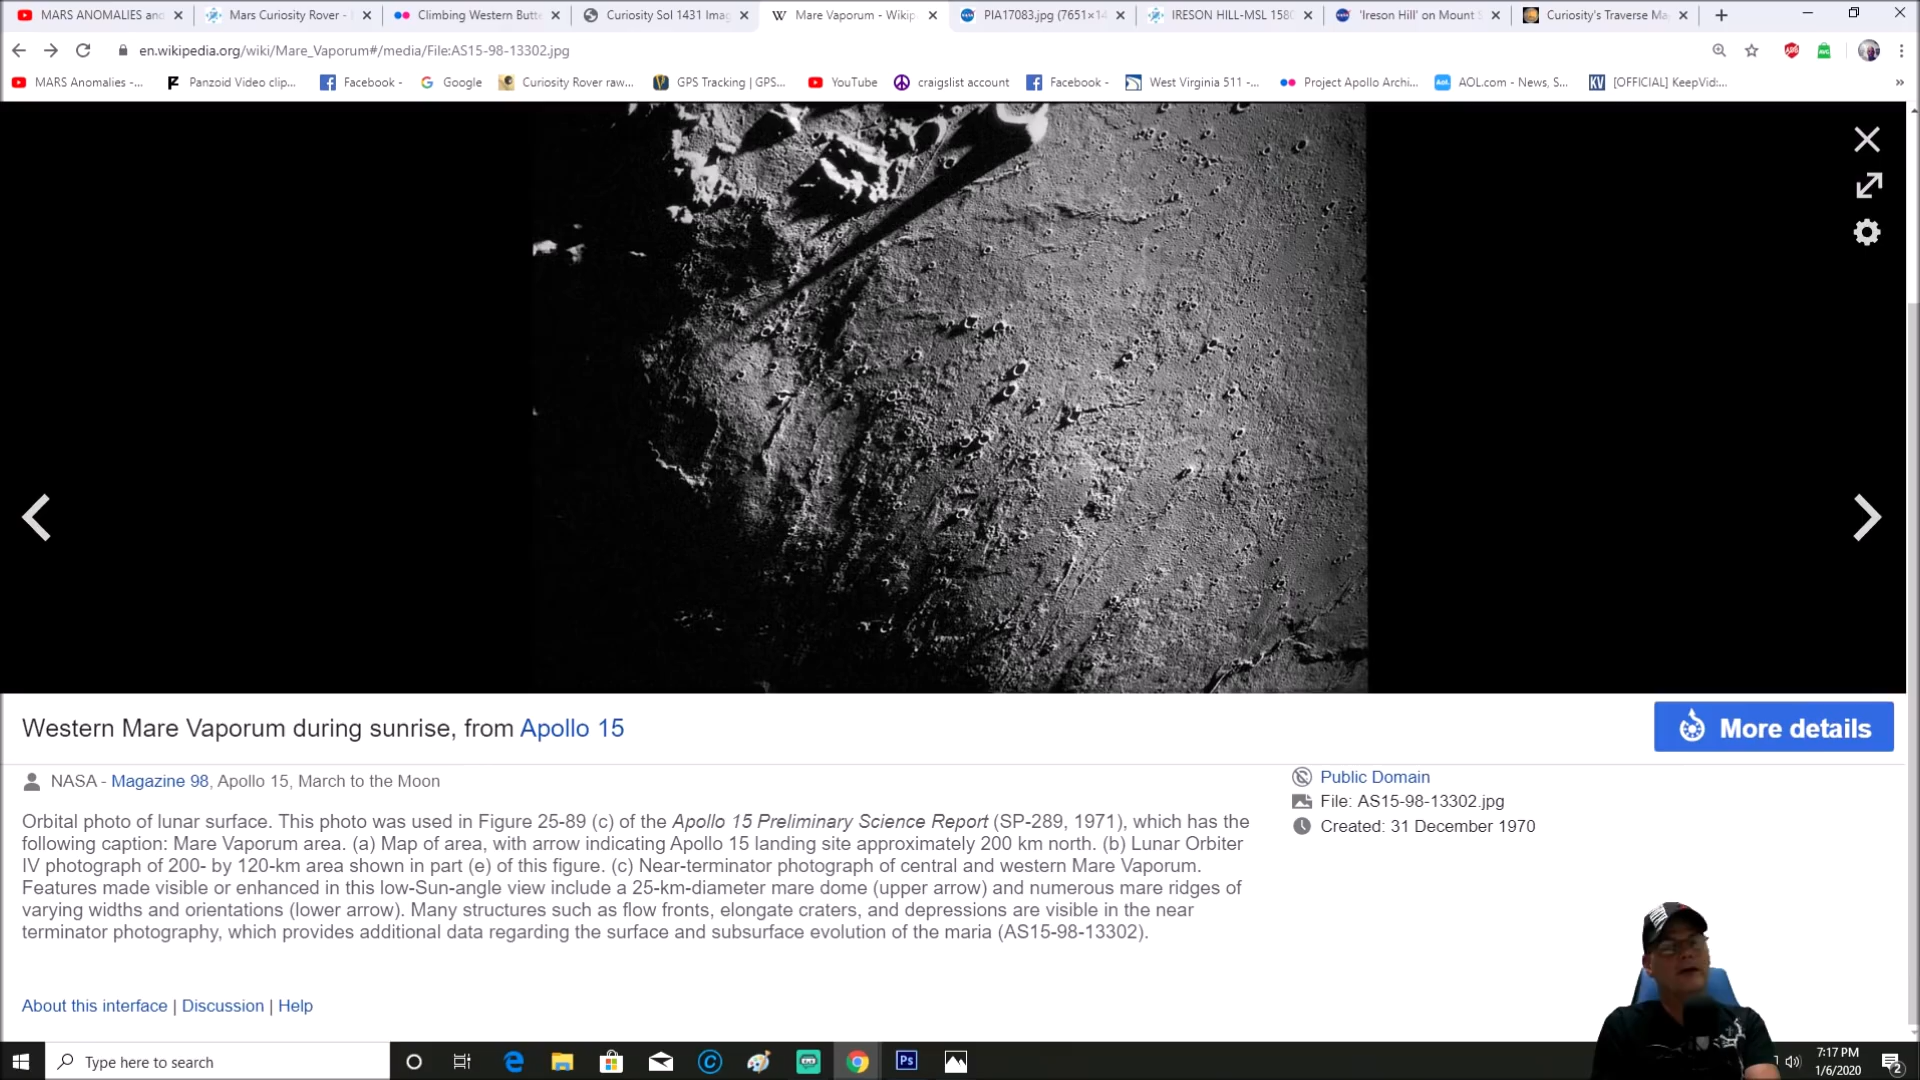 MARS ANOMALIES and
Mars Curiosity Rover -
Climbing Western Butte
Curiosity Sol 1431 Imag
Mare Vaporum - Wikip
PIA17083.jpg (7651×14
IRESON HILL-MSL 1580
'Ireson Hill' on Mount S
Curiosity's Traverse Ma
en.wikipedia.org/wiki/Mare_Vaporum#/media/File:AS15-98-13302.jpg
MARS Anomalies -...
Panzoid Video clip...
Facebook -
Google
Curiosity Rover raw...
GPS Tracking | GPS...
YouTube
craigslist account
Facebook -
West Virginia 511 -...
Project Apollo Archi...
AOL.com - News, S...
[OFFICIAL] KeepVid:...
Western Mare Vaporum during sunrise, from Apollo 15
More details
NASA - Magazine 98, Apollo 15, March to the Moon
Public Domain
File: AS15-98-13302.jpg
Created: 31 December 1970
Orbital photo of lunar surface. This photo was used in Figure 25-89 (c) of the Apollo 15 Preliminary Science Report (SP-289, 1971), which has the
following caption: Mare Vaporum area. (a) Map of area, with arrow indicating Apollo 15 landing site approximately 200 km north. (b) Lunar Orbiter
IV photograph of 200- by 120-km area shown in part (e) of this figure. (c) Near-terminator photograph of central and western Mare Vaporum.
Features made visible or enhanced in this low-Sun-angle view include a 25-km-diameter mare dome (upper arrow) and numerous mare ridges of
varying widths and orientations (lower arrow). Many structures such as flow fronts, elongate craters, and depressions are visible in the near
terminator photography, which provides additional data regarding the surface and subsurface evolution of the maria (AS15-98-13302).
About this interface | Discussion | Help
Type here to search
Ps
7:17 PM
1/6/2020
2